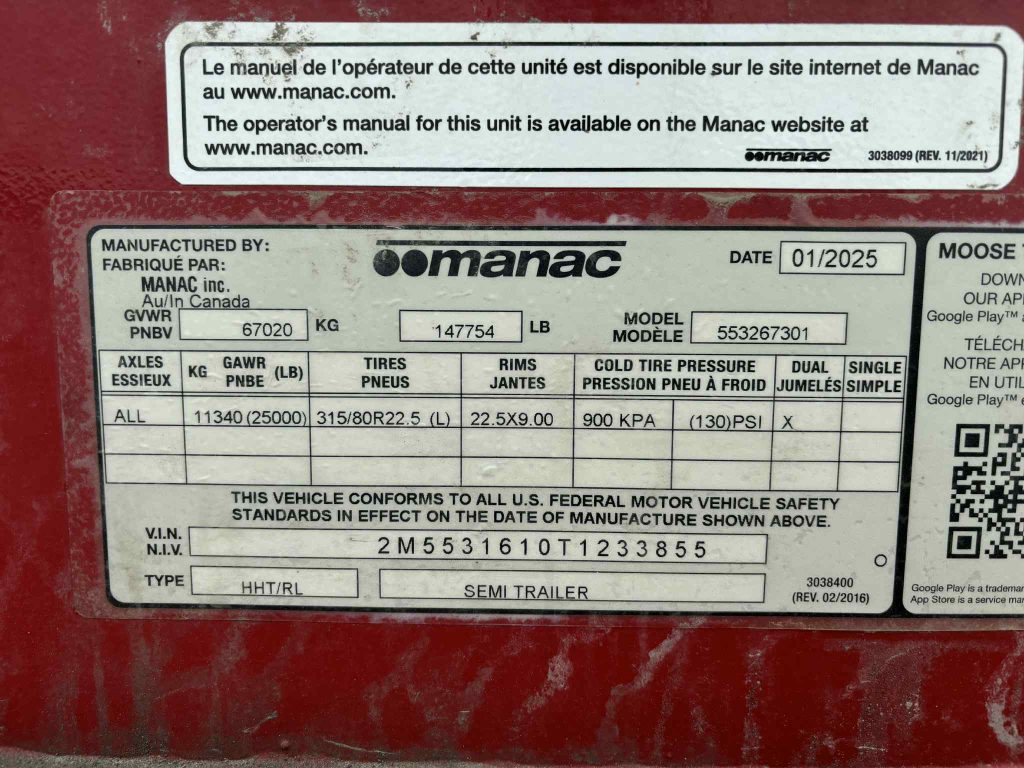 Le manuel de l'opérateur de cette unité est disponible sur le site internet de Manac
au www.manac.com.
The operator's manual for this unit is available on the Manac website at
www.manac.com.
manac 3038099 (REV. 11/2021)
MANUFACTURED BY:
FABRIQUÉ PAR:
MANAC inc.
Au/In Canada
manac
DATE 01/2025
GVWR
PNBV 67020 KG 147754 LB
MODEL
MODÈLE 553267301
AXLES
ESSIEUX
KG GAWR (LB)
PNBE
TIRES
PNEUS
RIMS
JANTES
COLD TIRE PRESSURE
PRESSION PNEU À FROID
DUAL
JUMELÉS
SINGLE
SIMPLE
ALL 11340 (25000) 315/80R22.5 (L) 22.5X9.00 900 KPA (130)PSI X
THIS VEHICLE CONFORMS TO ALL U.S. FEDERAL MOTOR VEHICLE SAFETY
STANDARDS IN EFFECT ON THE DATE OF MANUFACTURE SHOWN ABOVE.
V.I.N.
N.I.V. 2M5531610T1233855
TYPE HHT/RL SEMI TRAILER
3038400
(REV. 02/2016)
MOOSE
DOWN
OUR AP
Google Play™
TÉLÉCH
NOTRE AP
EN UTIL
Google Play™ e
Google Play is a tradema
App Store is a service mar